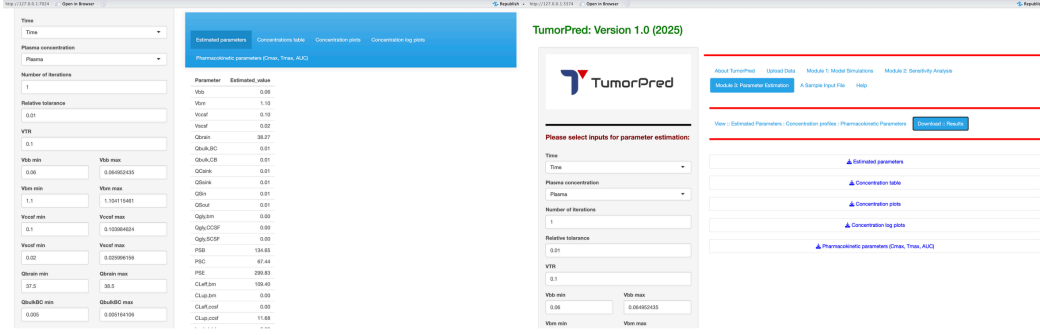 http://127.0.0.1:7024 Open in Browser Republish
Time
Time
Plasma concentration
Plasma
Number of iterations
1
Relative tolerance
0.01
VTR
0.1
Vbb min Vbb max
0.06 0.064952435
Vbm min Vbm max
1.1 1.104115461
Vccsf min Vccsf max
0.1 0.103984624
Vscsf min Vscsf max
0.02 0.025998156
Qbrain min Qbrain max
37.5 38.5
QbulkBC min QbulkBC max
0.005 0.005164106
Estimated parameters Concentrations table Concentration plots Concentration log plots
Pharmacokinetic parameters (Cmax, Tmax, AUC)
Parameter Estimated_value
Vbb 0.06
Vbm 1.10
Vccsf 0.10
Vscsf 0.02
Qbrain 38.27
Qbulk,BC 0.01
Qbulk,CB 0.01
QCsink 0.01
QSsink 0.01
QSin 0.01
QSout 0.01
Qgly,bm 0.00
Qgly,CCSF 0.00
Qgly,SCSF 0.00
PSB 134.65
PSC 67.44
PSE 299.83
CLeff,bm 109.40
CLup,bm 0.00
CLeff,ccsf 0.00
CLup,ccsf 11.68
http://127.0.0.1:5374 Open in Browser Republish
TumorPred: Version 1.0 (2025)
TumorPred
Please select inputs for parameter estimation:
Time
Time
Plasma concentration
Plasma
Number of iterations
1
Relative tolerance
0.01
VTR
0.1
Vbb min Vbb max
0.06 0.064952435
Vbm min Vbm max
About TumorPred Upload Data Module 1: Model Simulations Module 2: Sensitivity Analysis
Module 3: Parameter Estimation A Sample Input File Help
View :: Estimated Parameters : Concentration profiles : Pharmacokinetic Parameters Download :: Results
Estimated parameters
Concentration table
Concentration plots
Concentration log plots
Pharmacokinetic parameters (Cmax, Tmax, AUC)